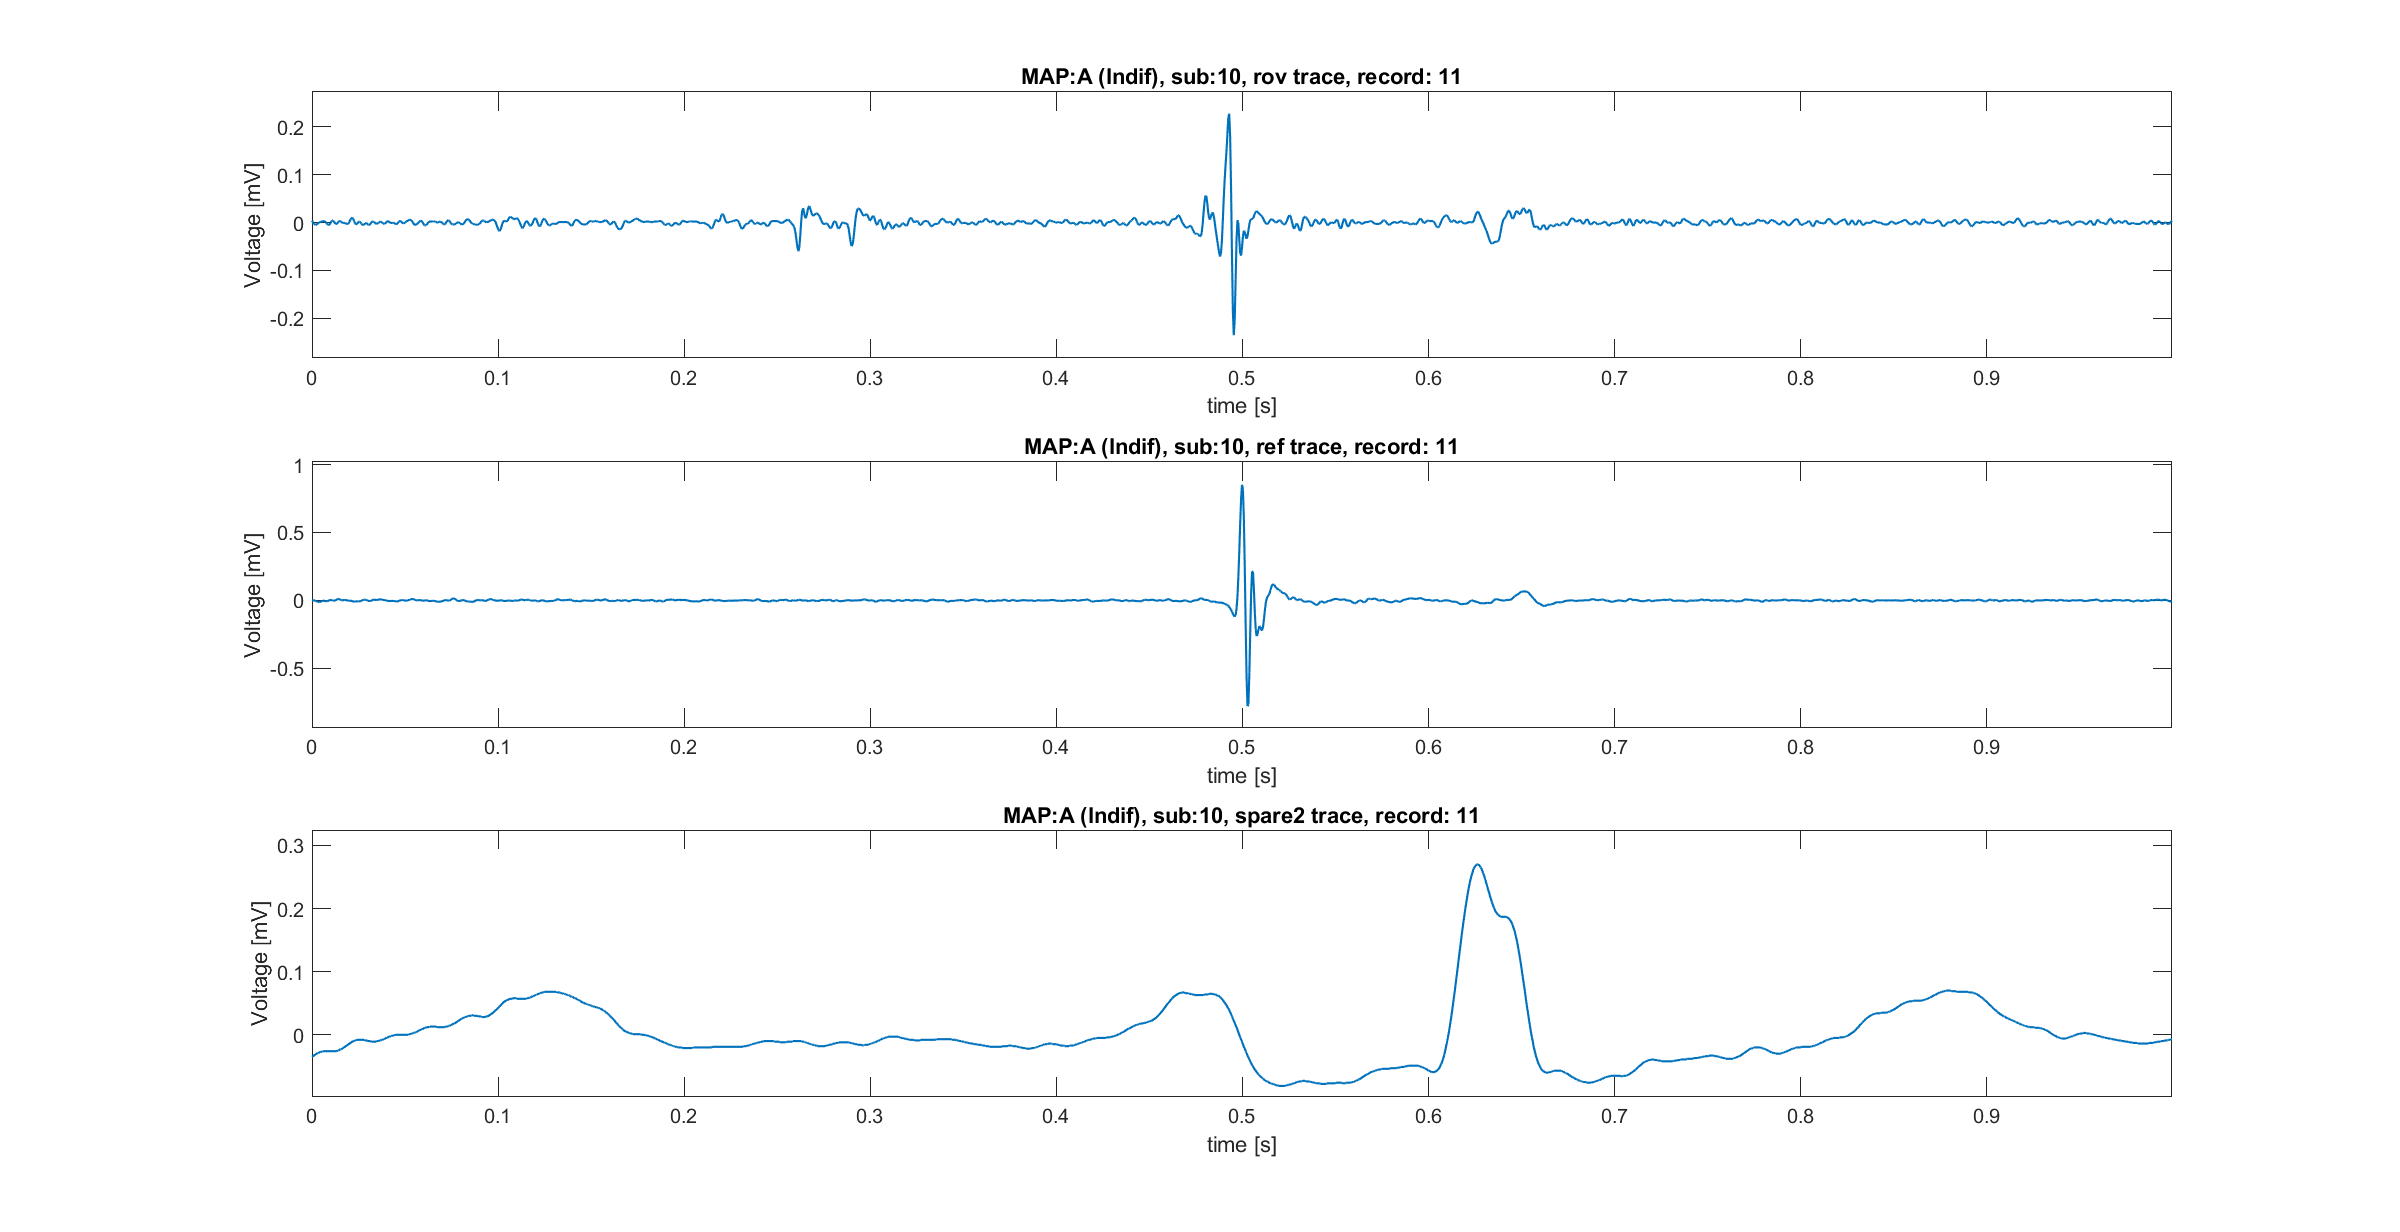 MAP:A (Indif), sub:10, rov trace, record: 11
Voltage [mV]
0.2
0.1
0
-0.1
-0.2
0 0.1 0.2 0.3 0.4 0.5 0.6 0.7 0.8 0.9
time [s]
MAP:A (Indif), sub:10, ref trace, record: 11
Voltage [mV]
1
0.5
0
-0.5
0 0.1 0.2 0.3 0.4 0.5 0.6 0.7 0.8 0.9
time [s]
MAP:A (Indif), sub:10, spare2 trace, record: 11
Voltage [mV]
0.3
0.2
0.1
0
0 0.1 0.2 0.3 0.4 0.5 0.6 0.7 0.8 0.9
time [s]